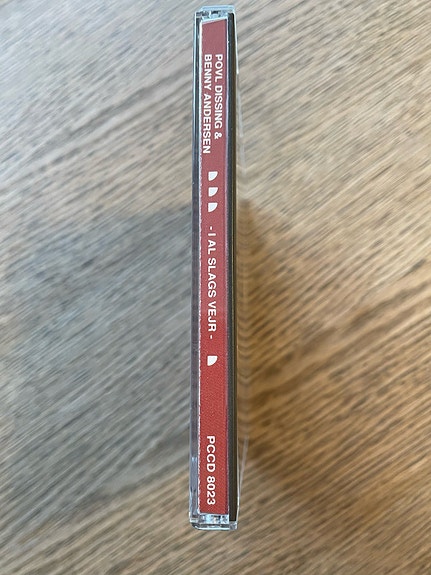 POVL DISSING &
BENNY ANDERSEN
- I AL SLAGS VEJR -
PCCD 8023